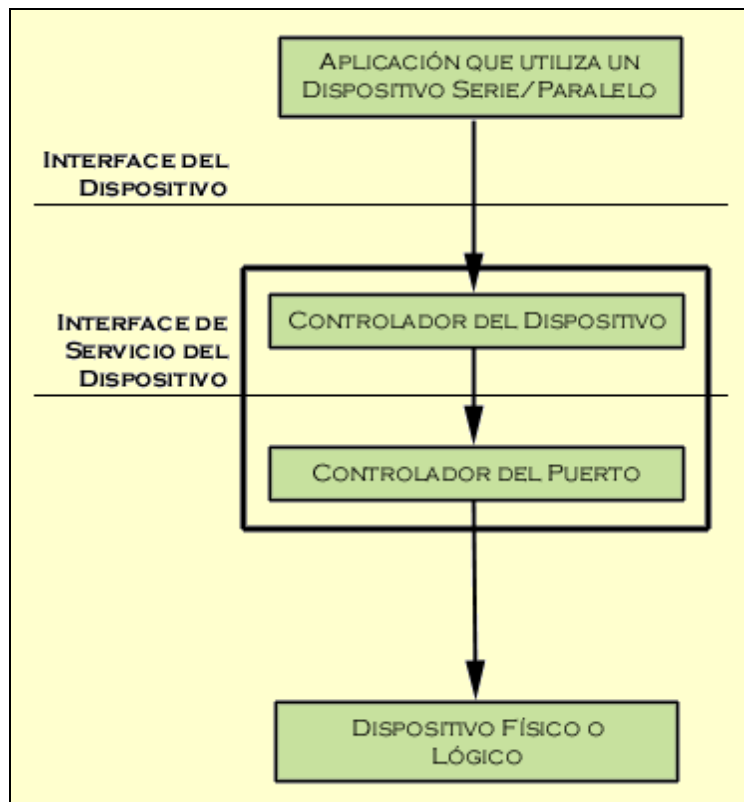 APLICACIÓN QUE UTILIZA UN
DISPOSITIVO SERIE/PARALELO
INTERFACE DEL
DISPOSITIVO
CONTROLADOR DEL DISPOSITIVO
INTERFACE DE
SERVICIO DEL
DISPOSITIVO
CONTROLADOR DEL PUERTO
DISPOSITIVO FÍSICO O
LÓGICO